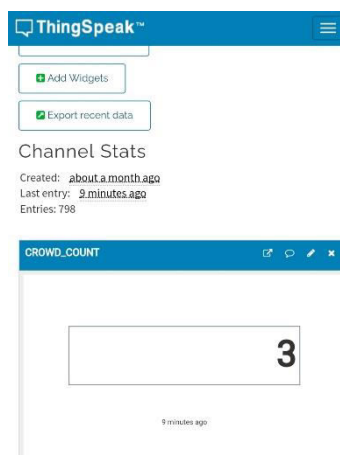 ThingSpeak™
Add Widgets
Export recent data
Channel Stats
Created: about a month ago
Last entry: 9 minutes ago
Entries: 798
CROWD_COUNT
3
9 minutes ago